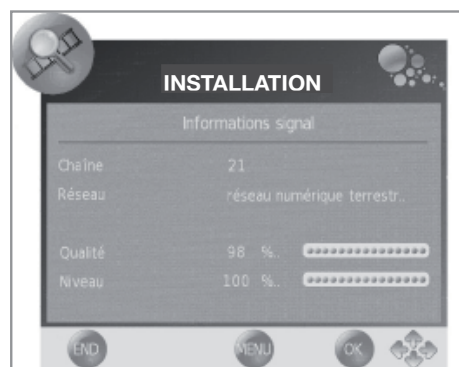 INSTALLATION
Informations signal
Chaîne 21
Réseau réseau numérique terrestr..
Qualité 98 %..
Niveau 100 %..
END MENU OK